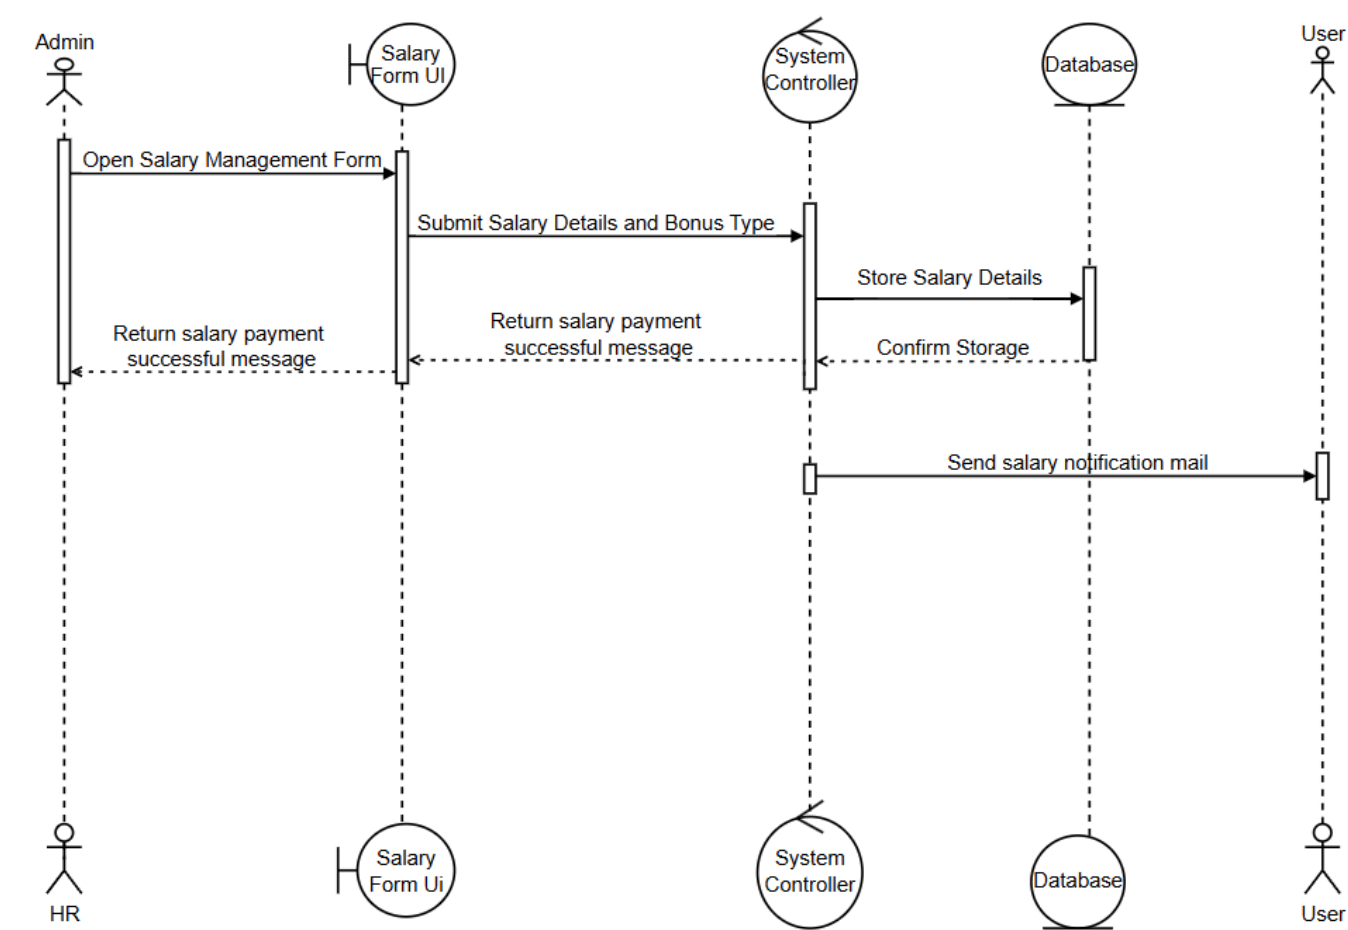 Admin
Salary
Form UI
System
Controller
Database
User
Open Salary Management Form
Submit Salary Details and Bonus Type
Store Salary Details
Return salary payment
successful message
Return salary payment
successful message
Confirm Storage
Send salary notification mail
HR
Salary
Form Ui
System
Controller
Database
User